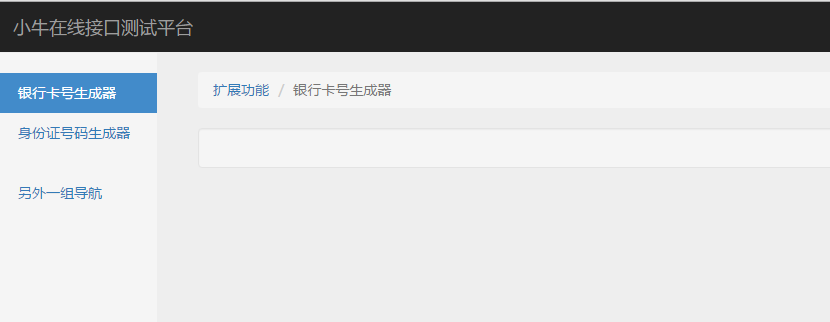 小牛在线接口测试平台
银行卡号生成器
身份证号码生成器
另外一组导航
扩展功能 / 银行卡号生成器